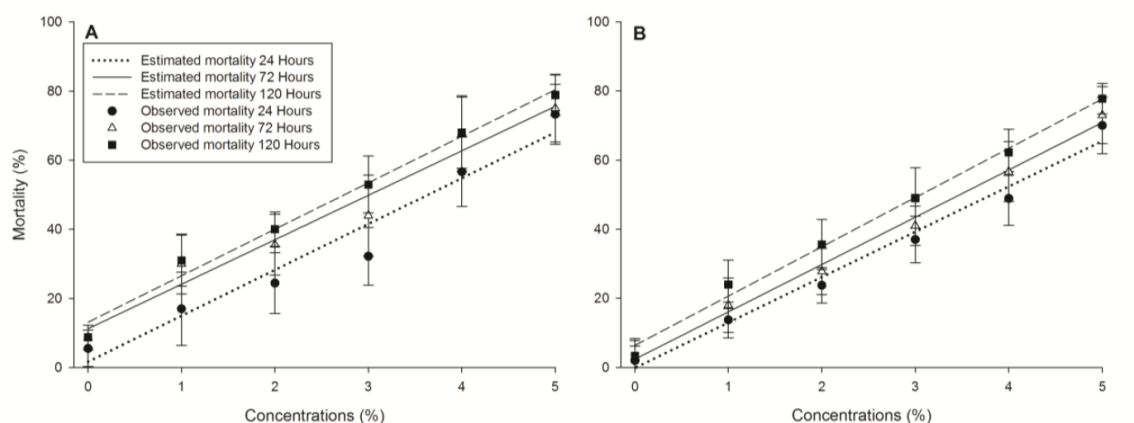 A
Estimated mortality 24 Hours
Estimated mortality 72 Hours
Estimated mortality 120 Hours
Observed mortality 24 Hours
Observed mortality 72 Hours
Observed mortality 120 Hours
Mortality (%)
100
80
60
40
20
0
0 1 2 3 4 5
Concentrations (%)
B
100
80
60
40
20
0
0 1 2 3 4 5
Concentrations (%)